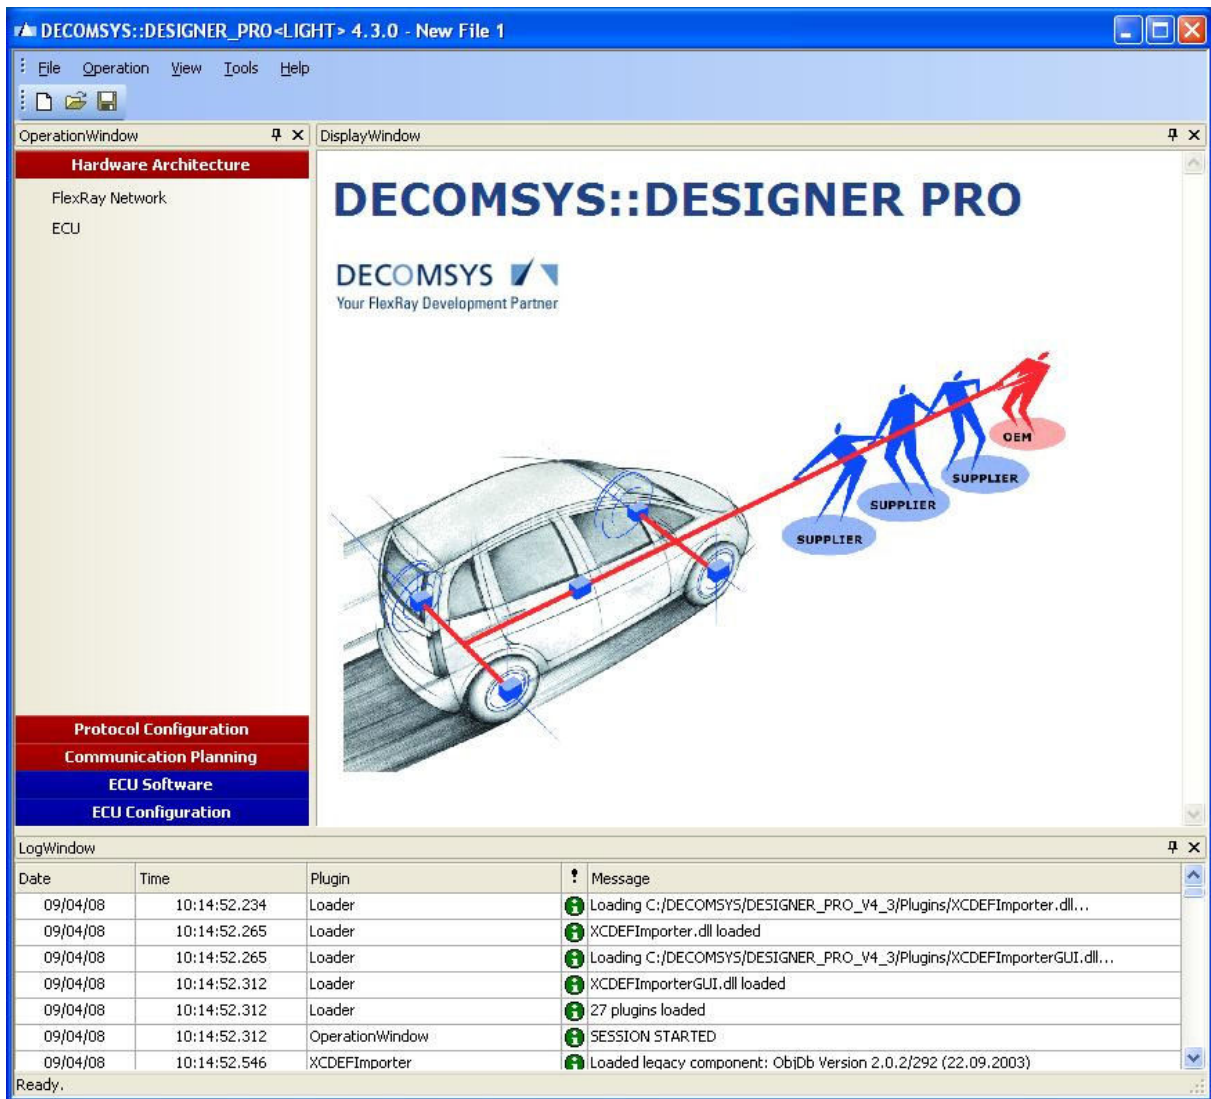 DECOMSYS::DESIGNER_PRO<LIGHT> 4.3.0 - New File 1
File Operation View Tools Help
OperationWindow
DisplayWindow
Hardware Architecture
FlexRay Network
ECU
DECOMSYS::DESIGNER PRO
DECOMSYS
Your FlexRay Development Partner
OEM
SUPPLIER
SUPPLIER
SUPPLIER
Protocol Configuration
Communication Planning
ECU Software
ECU Configuration
LogWindow
Date Time Plugin ! Message
09/04/08 10:14:52.234 Loader Loading C:/DECOMSYS/DESIGNER_PRO_V4_3/Plugins/XCDEFImporter.dll...
09/04/08 10:14:52.265 Loader XCDEFImporter.dll loaded
09/04/08 10:14:52.265 Loader Loading C:/DECOMSYS/DESIGNER_PRO_V4_3/Plugins/XCDEFImporterGUI.dll...
09/04/08 10:14:52.312 Loader XCDEFImporterGUI.dll loaded
09/04/08 10:14:52.312 Loader 27 plugins loaded
09/04/08 10:14:52.312 OperationWindow SESSION STARTED
09/04/08 10:14:52.546 XCDEFImporter Loaded legacy component: ObjDb Version 2.0.2/292 (22.09.2003)
Ready.